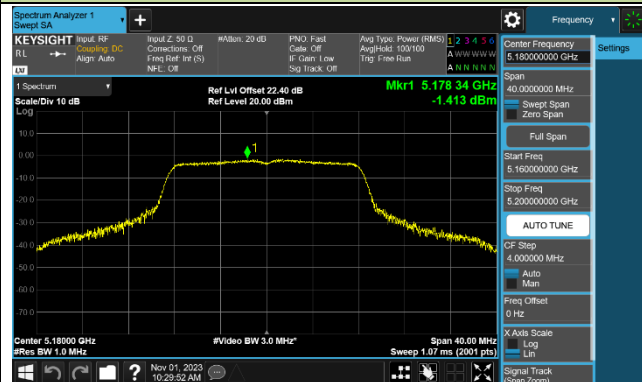 Spectrum Analyzer 1
Swept SA
Frequency
KEYSIGHT
RL
LXI
Input: RF
Coupling: DC
Align: Auto
Input Z: 50 Ω
Corrections: Off
Freq Ref: Int (S)
NFE: Off
#Atten: 20 dB
PNO: Fast
Gate: Off
IF Gain: Low
Sig Track: Off
Avg Type: Power (RMS)
Avg|Hold: 100/100
Trig: Free Run
1 2 3 4 5 6
A W W W W W
A N N N N N
1 Spectrum
Scale/Div 10 dB
Log
Ref Lvl Offset 22.40 dB
Ref Level 20.00 dBm
Mkr1 5.178 34 GHz
-1.413 dBm
1
10.0
0.00
-10.0
-20.0
-30.0
-40.0
-50.0
-60.0
-70.0
Center 5.18000 GHz
#Res BW 1.0 MHz
#Video BW 3.0 MHz*
Span 40.00 MHz
Sweep 1.07 ms (2001 pts)
Nov 01, 2023
10:29:52 AM
Center Frequency
5.180000000 GHz
Span
40.0000000 MHz
Swept Span
Zero Span
Full Span
Start Freq
5.160000000 GHz
Stop Freq
5.200000000 GHz
AUTO TUNE
CF Step
4.000000 MHz
Auto
Man
Freq Offset
0 Hz
X Axis Scale
Log
Lin
Signal Track
(Span Zoom)
Settings